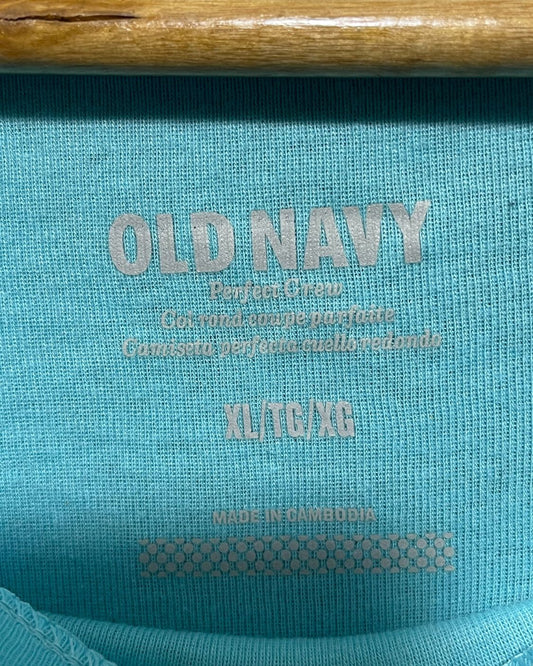 OLD NAVY
Perfect Crew
Col rond coupe parfaite
Camiseta perfecta cuello redondo
XL/TG/XG
MADE IN CAMBODIA